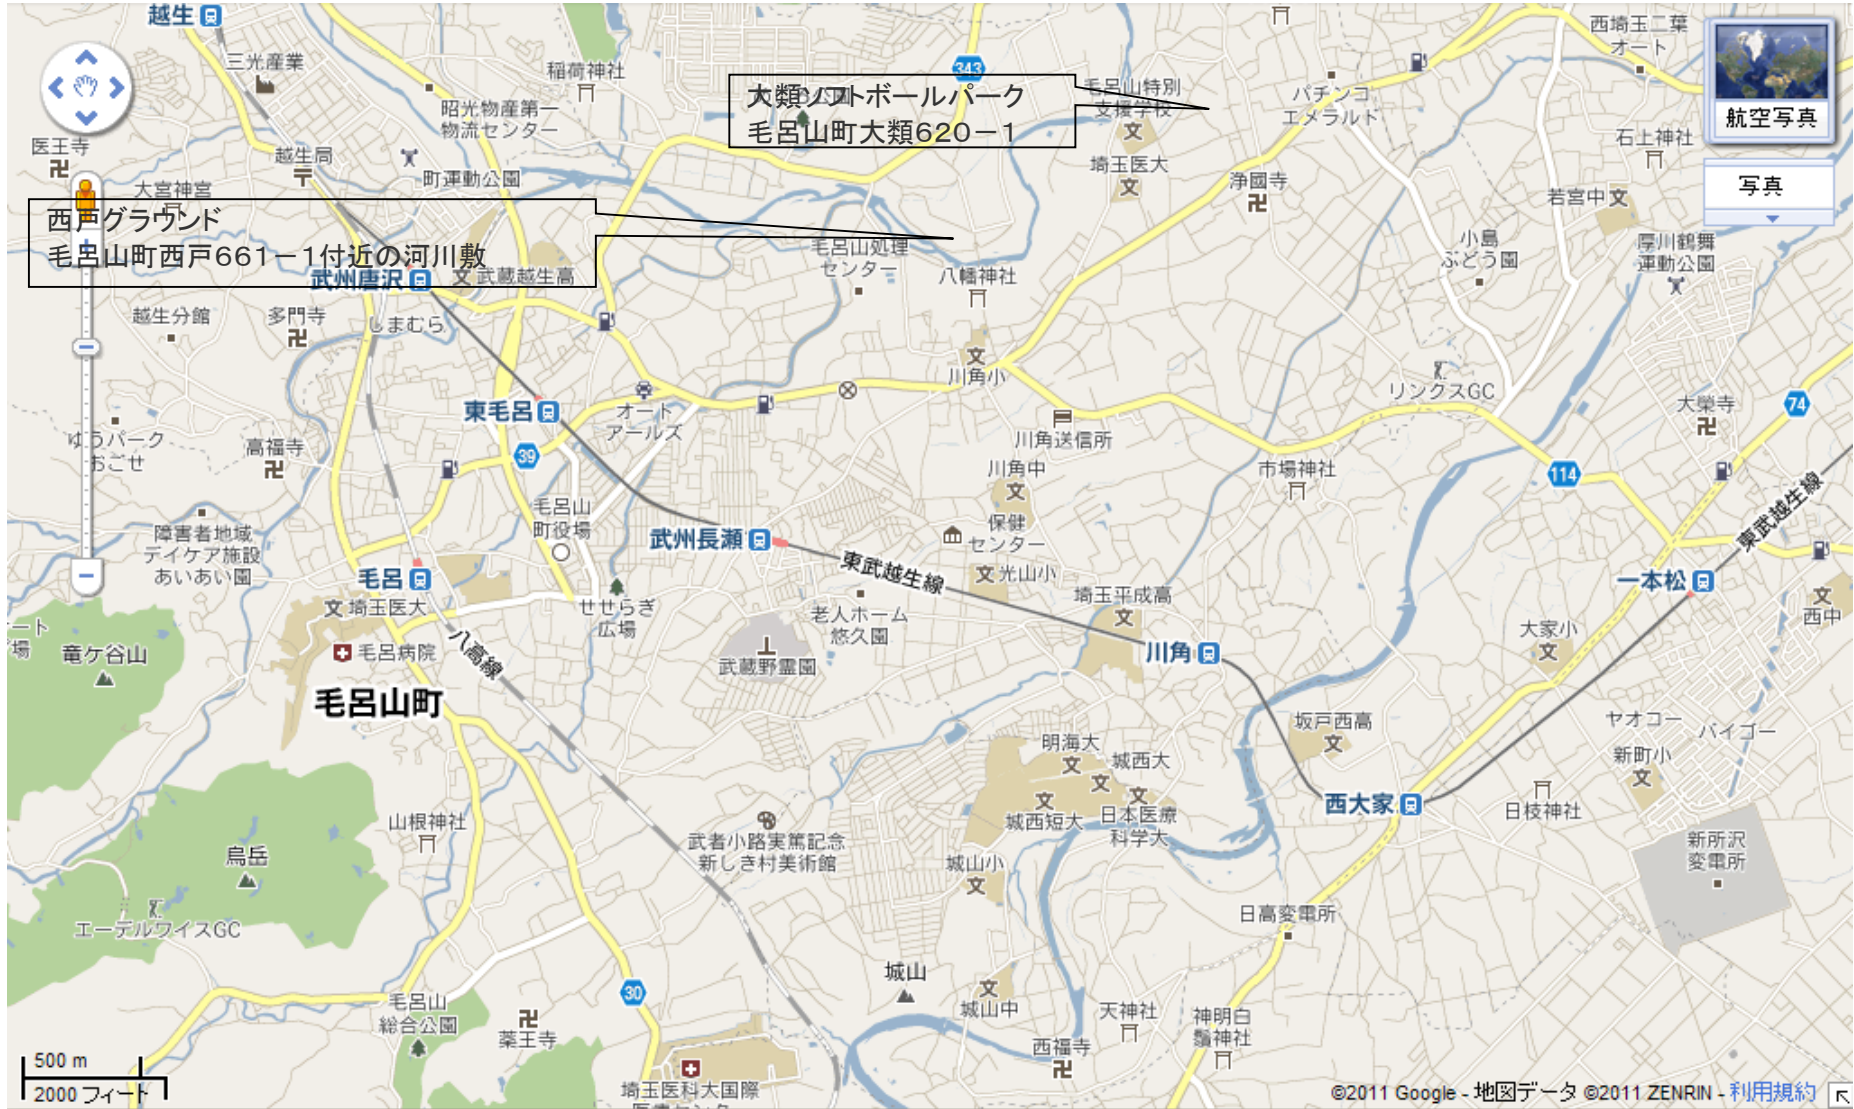 越生
三光産業
稲荷神社
343
西埼玉二葉
オート
航空写真
写真
昭光物産第一
物流センター
大類ソフトボールパーク
毛呂山町大類620－1
毛呂山特別
支援学校
パチンコ
エメラルド
石上神社
医王寺
越生局
町運動公園
埼玉医大
浄國寺
大宮神宮
若宮中
西戸グラウンド
毛呂山町西戸661－1付近の河川敷
毛呂山処理
センター
八幡神社
小島
ぶどう園
厚川鶴舞
運動公園
武州唐沢
武蔵越生高
越生分館
多門寺
しまむら
川角小
リンクスGC
東毛呂
オート
アールズ
大榮寺
74
ゆうパーク
おごせ
高福寺
39
川角送信所
川角中
市場神社
114
毛呂山
町役場
武州長瀬
保健
センター
東武越生線
東武越生線
障害者地域
デイケア施設
あいあい園
毛呂
埼玉医大
せせらぎ
広場
老人ホーム
悠久園
光山小
埼玉平成高
一本松
西中
大家小
ート
場
竜ケ谷山
毛呂病院
八高線
武蔵野霊園
川角
毛呂山町
坂戸西高
ヤオコー
バイゴー
明海大
城西大
新町小
城西短大
日本医療
科学大
西大家
日枝神社
山根神社
武者小路実篤記念
新しき村美術館
烏岳
城山小
新所沢
変電所
エーデルワイスGC
日高変電所
城山
30
毛呂山
総合公園
薬王寺
城山中
天神社
神明白
鬚神社
西福寺
500 m
2000 フィート
埼玉医科大国際
©2011 Google - 地図データ ©2011 ZENRIN - 利用規約